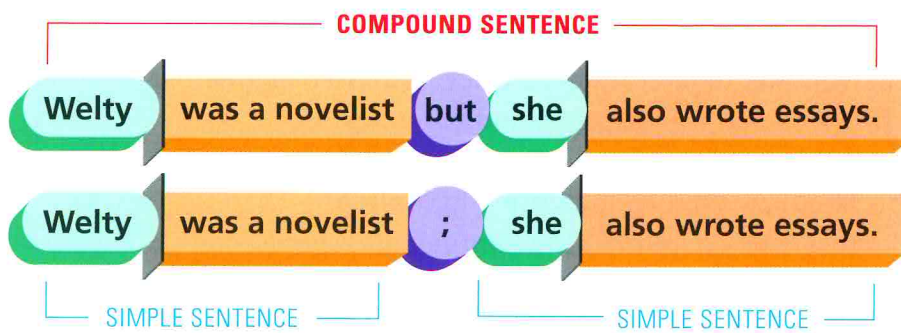 COMPOUND SENTENCE
Welty was a novelist but she also wrote essays.
Welty was a novelist ; she also wrote essays.
SIMPLE SENTENCE SIMPLE SENTENCE